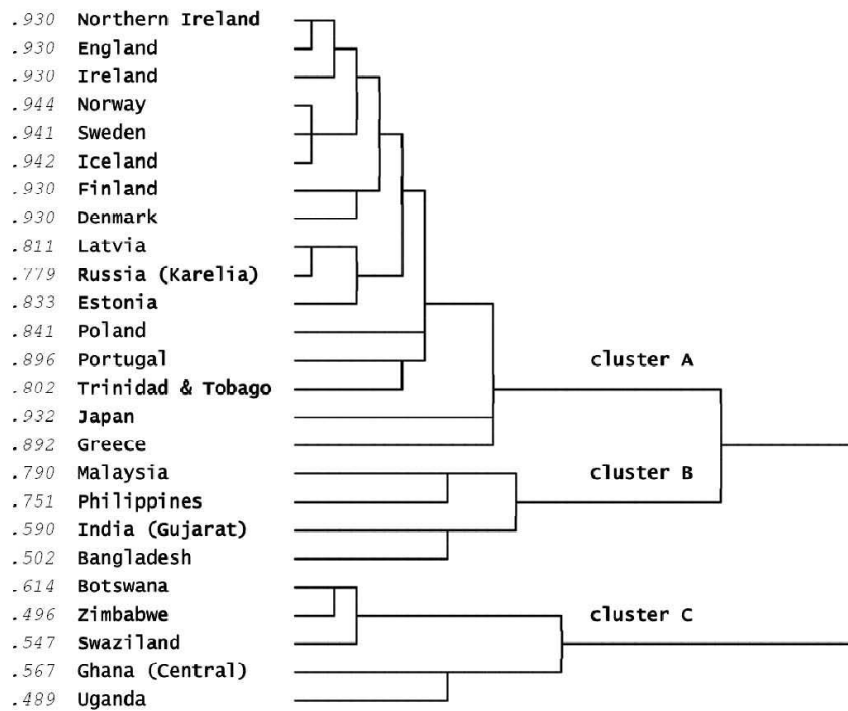 .930 Northern Ireland
.930 England
.930 Ireland
.944 Norway
.941 Sweden
.942 Iceland
.930 Finland
.930 Denmark
.811 Latvia
.779 Russia (Karelia)
.833 Estonia
.841 Poland
.896 Portugal
cluster A
.802 Trinidad & Tobago
.932 Japan
.892 Greece
.790 Malaysia
cluster B
.751 Philippines
.590 India (Gujarat)
.502 Bangladesh
.614 Botswana
.496 Zimbabwe
cluster C
.547 Swaziland
.567 Ghana (Central)
.489 Uganda